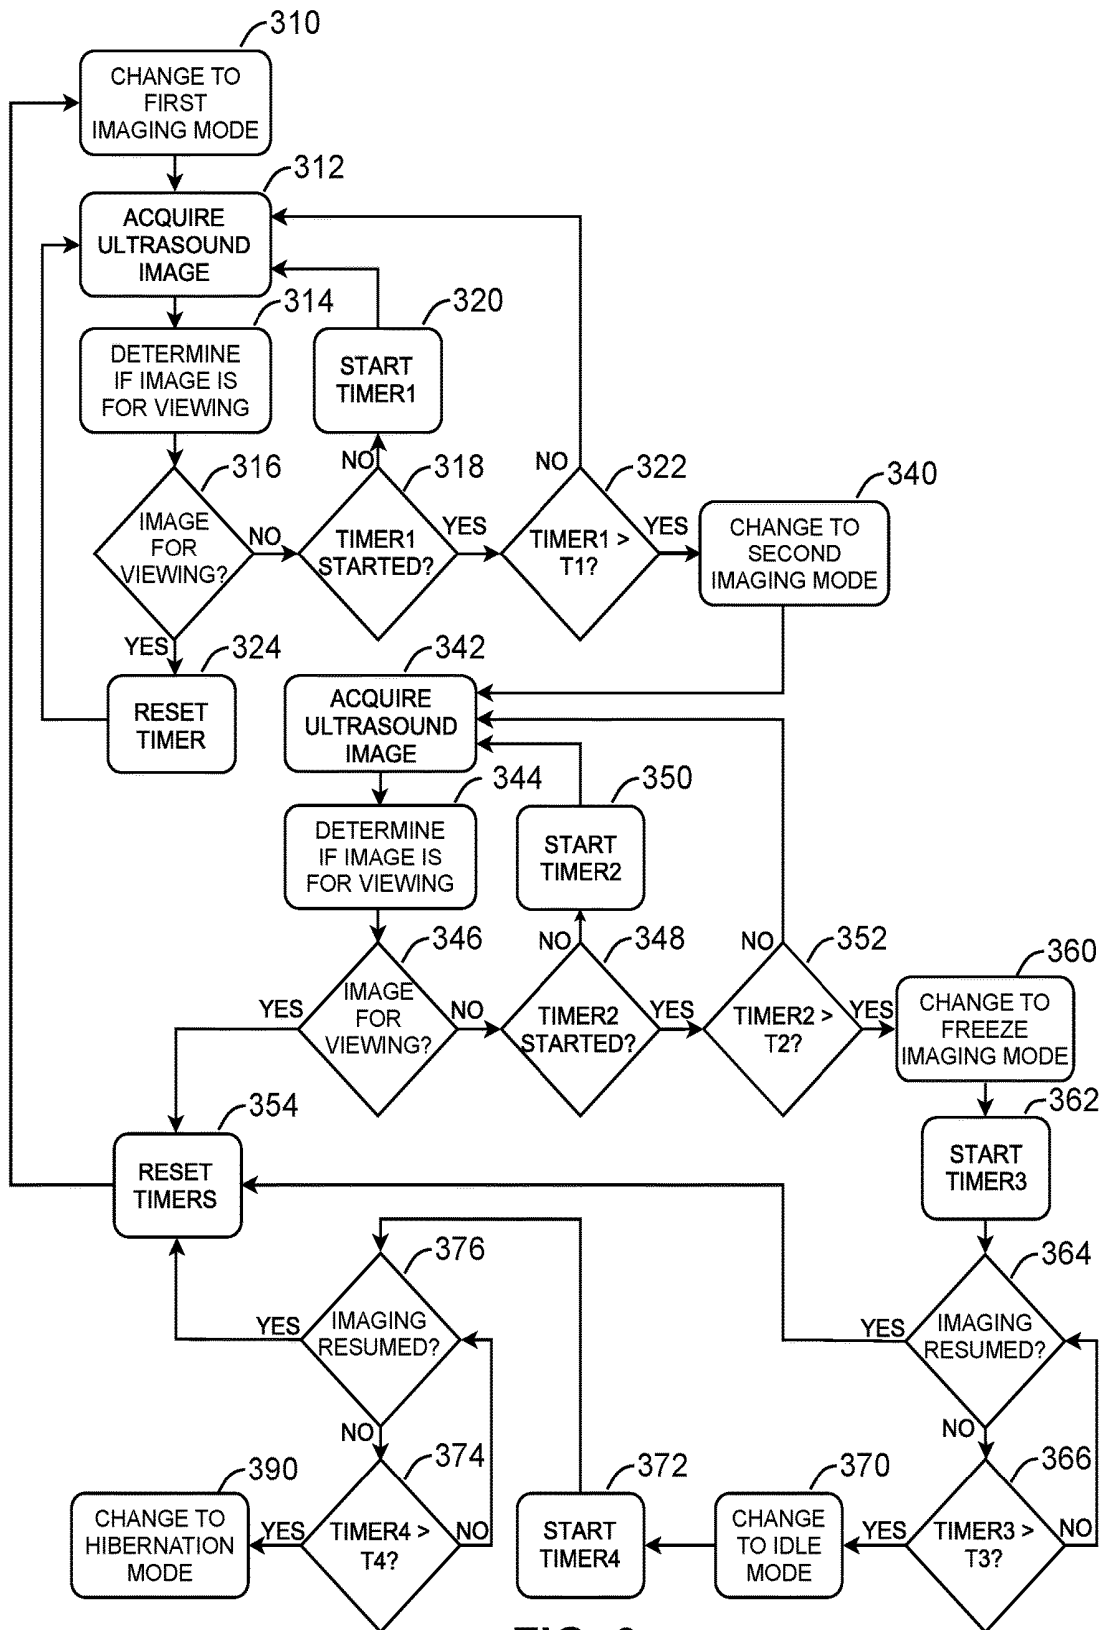 310
CHANGE TO
FIRST
IMAGING MODE
312
ACQUIRE
ULTRASOUND
IMAGE
314
DETERMINE
IF IMAGE IS
FOR VIEWING
320
START
TIMER1
316
IMAGE
FOR
VIEWING?
NO
YES
318
NO
TIMER1
STARTED?
YES
322
NO
TIMER1 >
T1?
YES
340
CHANGE TO
SECOND
IMAGING MODE
324
RESET
TIMER
342
ACQUIRE
ULTRASOUND
IMAGE
344
DETERMINE
IF IMAGE IS
FOR VIEWING
350
START
TIMER2
346
YES
IMAGE
FOR
VIEWING?
NO
348
NO
TIMER2
STARTED?
YES
352
NO
TIMER2 >
T2?
YES
360
CHANGE TO
FREEZE
IMAGING MODE
362
START
TIMER3
354
RESET
TIMERS
364
YES
IMAGING
RESUMED?
NO
376
YES
IMAGING
RESUMED?
NO
366
YES
TIMER3 >
T3?
NO
370
CHANGE
TO IDLE
MODE
372
START
TIMER4
374
YES
TIMER4 >
T4?
NO
390
CHANGE TO
HIBERNATION
MODE